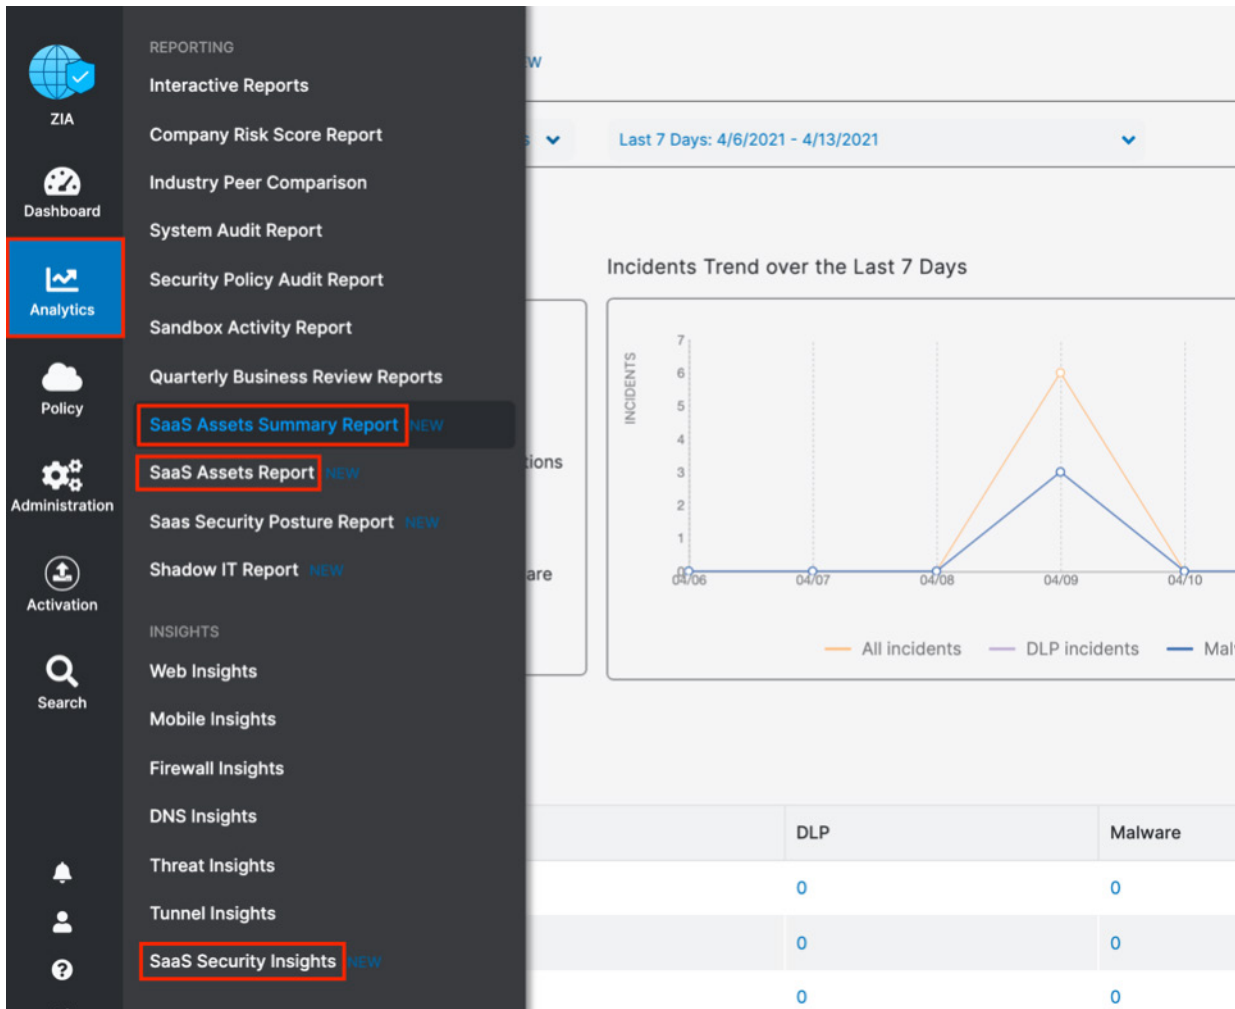 ZIA
Dashboard
Analytics
Policy
Administration
Activation
Search
REPORTING
Interactive Reports
Company Risk Score Report
Industry Peer Comparison
System Audit Report
Security Policy Audit Report
Sandbox Activity Report
Quarterly Business Review Reports
SaaS Assets Summary Report NEW
SaaS Assets Report NEW
Saas Security Posture Report NEW
Shadow IT Report NEW
INSIGHTS
Web Insights
Mobile Insights
Firewall Insights
DNS Insights
Threat Insights
Tunnel Insights
SaaS Security Insights NEW
Last 7 Days: 4/6/2021 - 4/13/2021
Incidents Trend over the Last 7 Days
INCIDENTS
7
6
5
4
3
2
1
0
04/06 04/07 04/08 04/09 04/10
All incidents DLP incidents
DLP Malware
0 0
0 0
0 0